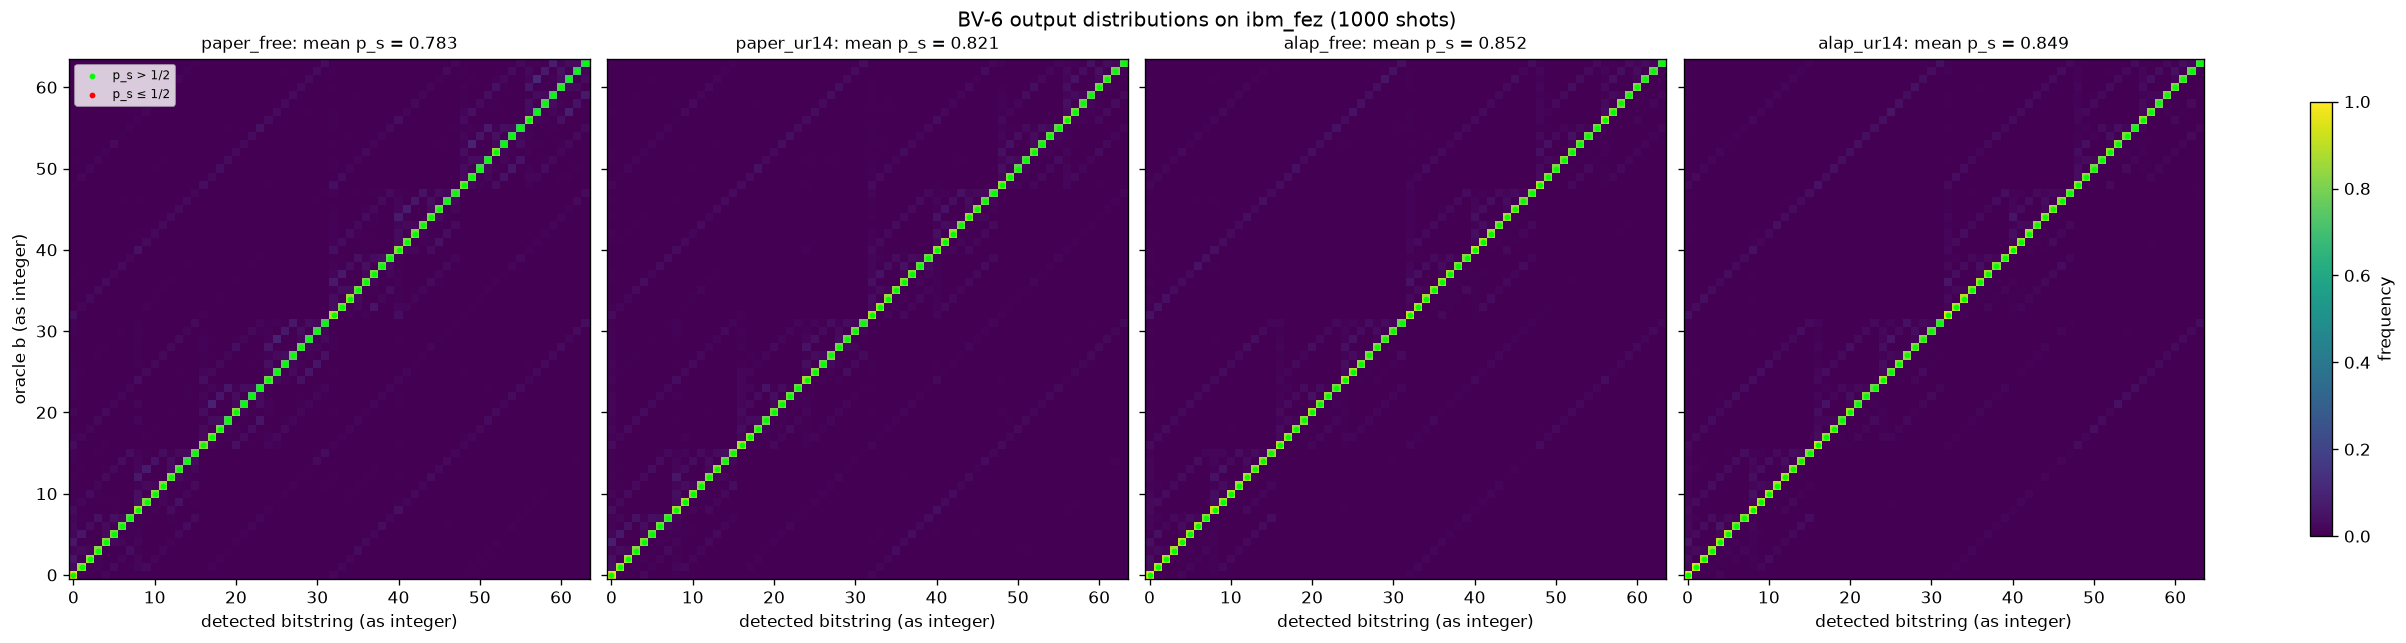 BV-6 output distributions on ibm_fez (1000 shots)
paper_free: mean p_s = 0.783
p_s > 1/2
p_s ≤ 1/2
oracle b (as integer)
60
50
40
30
20
10
0
0 10 20 30 40 50 60
detected bitstring (as integer)
paper_ur14: mean p_s = 0.821
0 10 20 30 40 50 60
detected bitstring (as integer)
alap_free: mean p_s = 0.852
0 10 20 30 40 50 60
detected bitstring (as integer)
alap_ur14: mean p_s = 0.849
0 10 20 30 40 50 60
detected bitstring (as integer)
1.0
0.8
0.6
0.4
0.2
0.0
frequency